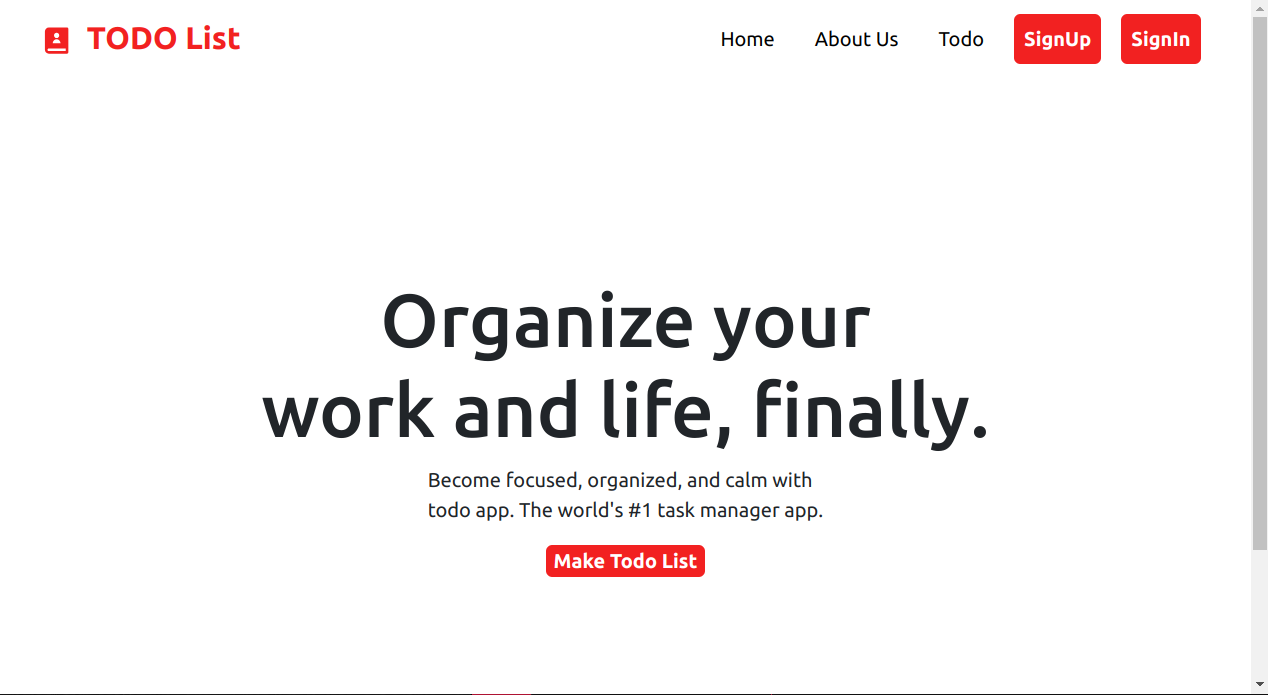 TODO List
Home
About Us
Todo
SignUp
SignIn
Organize your
work and life, finally.
Become focused, organized, and calm with
todo app. The world's #1 task manager app.
Make Todo List